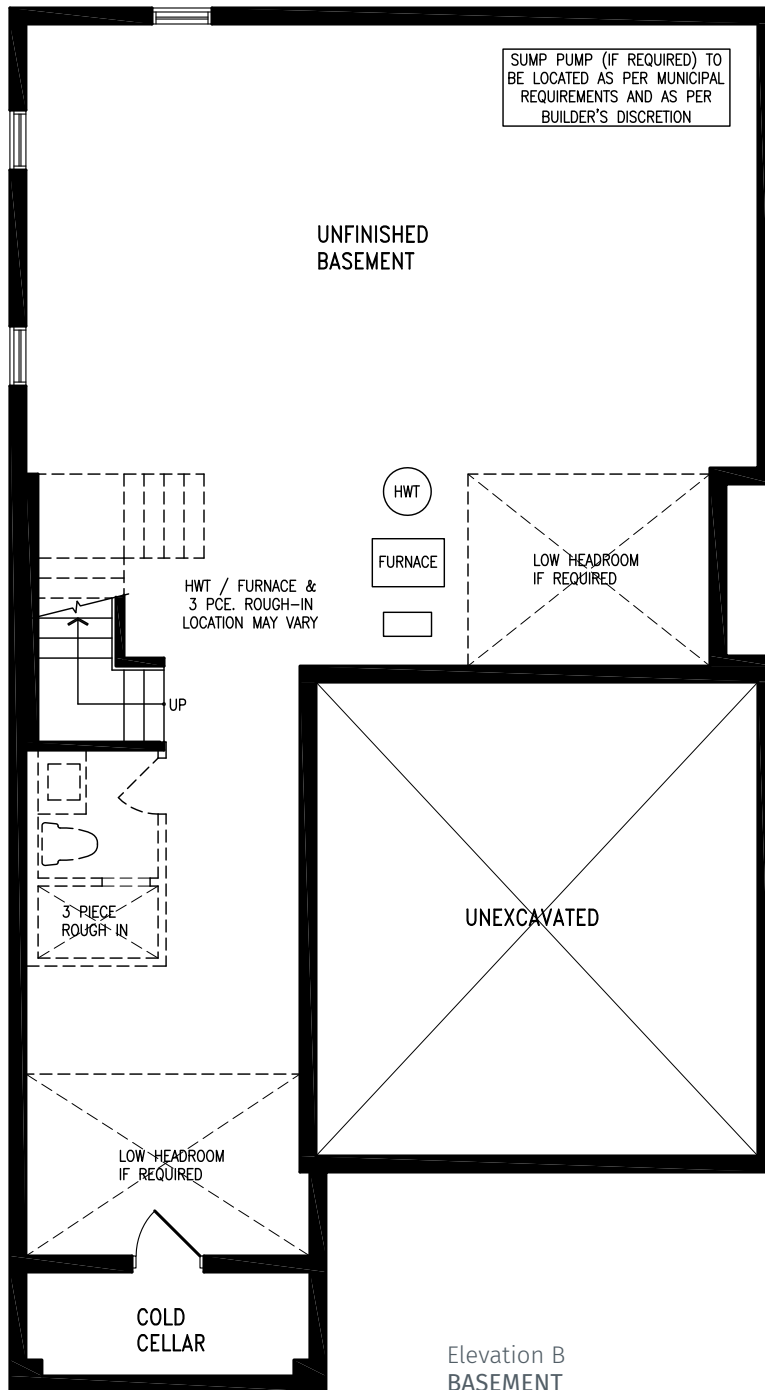 SUMP PUMP (IF REQUIRED) TO
BE LOCATED AS PER MUNICIPAL
REQUIREMENTS AND AS PER
BUILDER'S DISCRETION
UNFINISHED
BASEMENT
HWT
FURNACE
LOW HEADROOM
IF REQUIRED
HWT / FURNACE &
3 PCE. ROUGH-IN
LOCATION MAY VARY
UP
3 PIECE
ROUGH IN
UNEXCAVATED
LOW HEADROOM
IF REQUIRED
COLD
CELLAR
Elevation B
BASEMENT